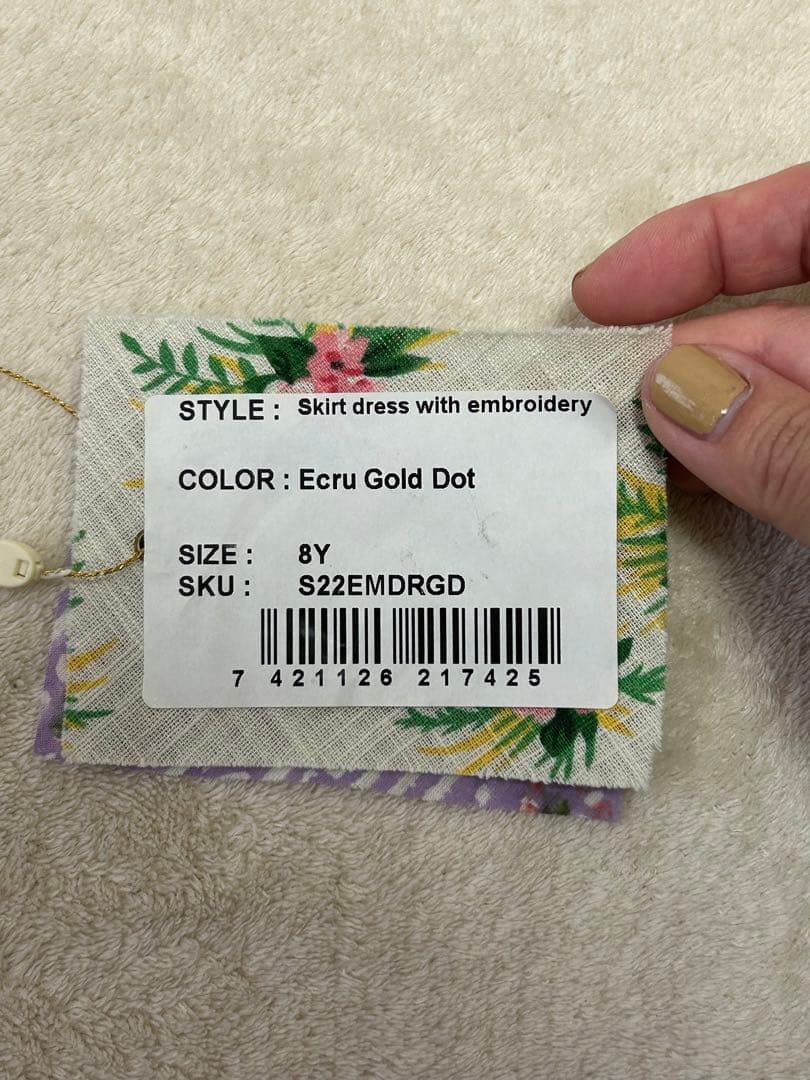 STYLE : Skirt dress with embroidery
COLOR : Ecru Gold Dot
SIZE : 8Y
SKU : S22EMDRGD
7 421126 217425